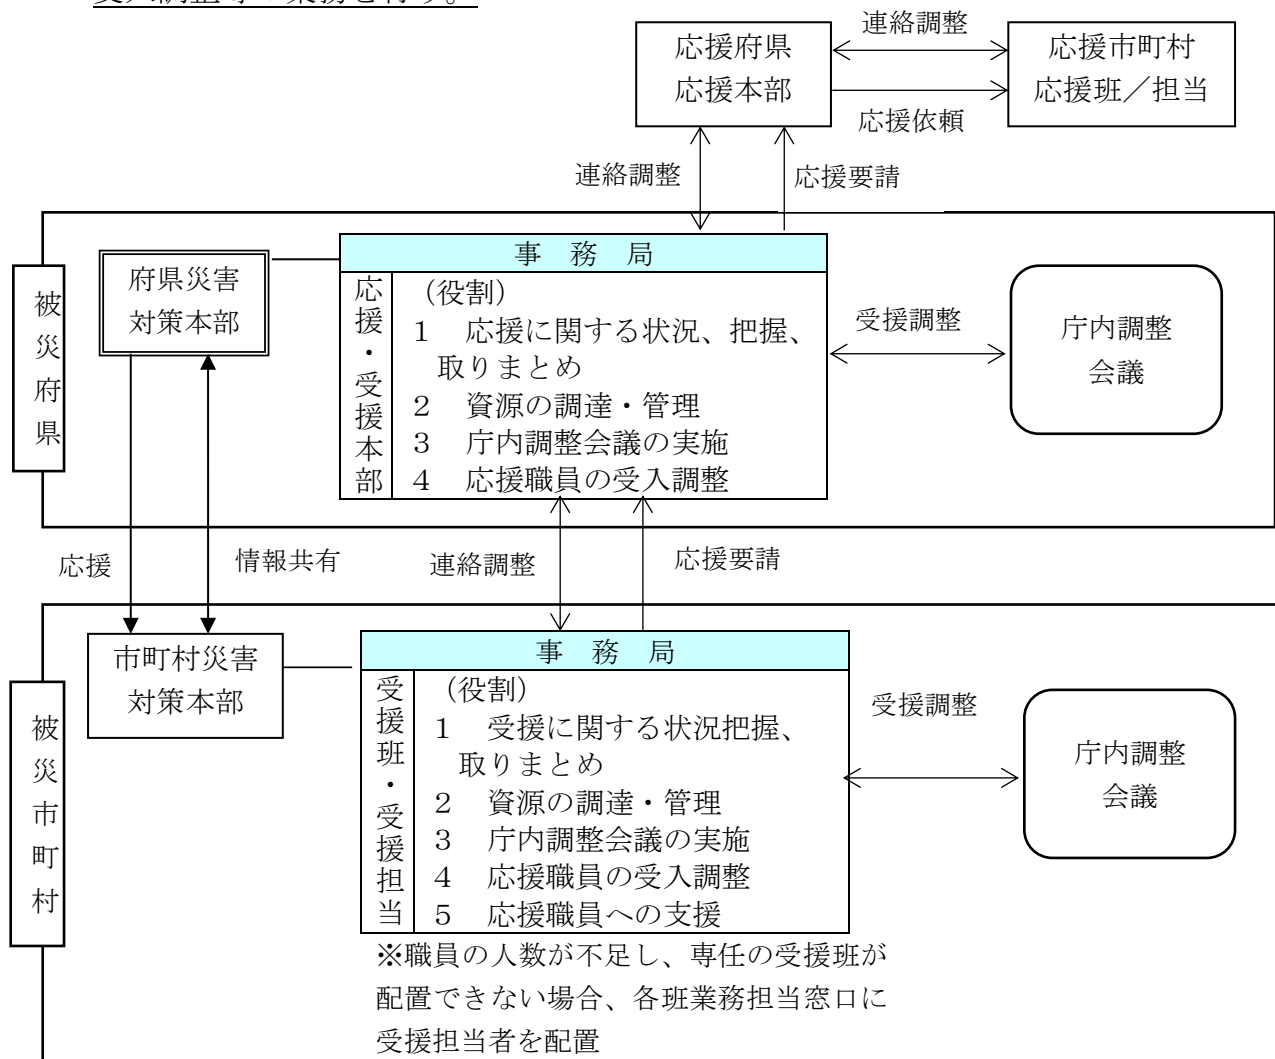 受入調整等の業務を行う。
応援府県
応援本部
連絡調整
応援依頼
応援市町村
応援班／担当
連絡調整
応援要請
被災府県
府県災害
対策本部
事　務　局
応援・受援本部
（役割）
１　応援に関する状況、把握、
取りまとめ
２　資源の調達・管理
３　庁内調整会議の実施
４　応援職員の受入調整
受援調整
庁内調整
会議
応援
情報共有
連絡調整
応援要請
被災市町村
市町村災害
対策本部
事　務　局
受援班・受援担当
（役割）
１　受援に関する状況把握、
取りまとめ
２　資源の調達・管理
３　庁内調整会議の実施
４　応援職員の受入調整
５　応援職員への支援
受援調整
庁内調整
会議
※職員の人数が不足し、専任の受援班が
配置できない場合、各班業務担当窓口に
受援担当者を配置